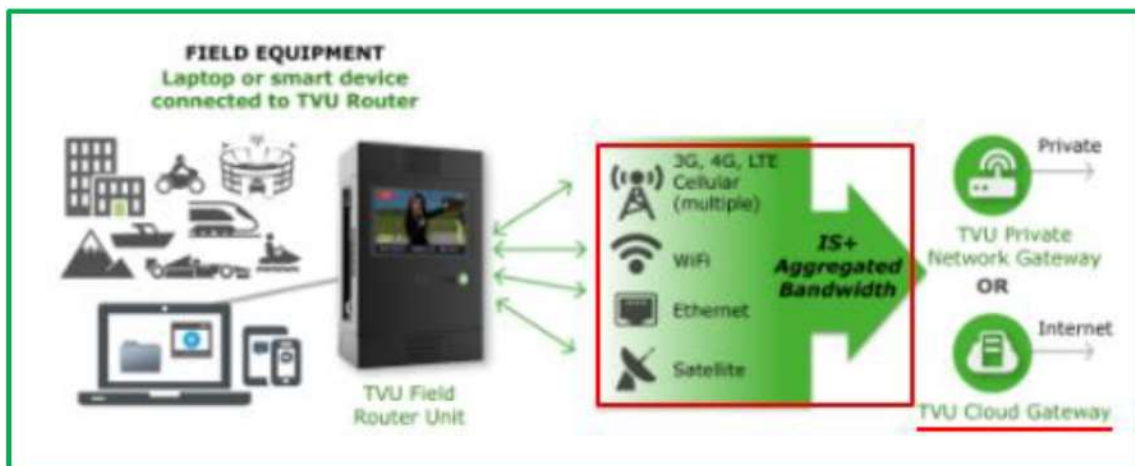 FIELD EQUIPMENT
Laptop or smart device
connected to TVU Router
TVU Field
Router Unit
3G, 4G, LTE
Cellular
(multiple)
WiFi
Ethernet
Satellite
IS+
Aggregated
Bandwidth
Private
TVU Private
Network Gateway
OR
Internet
TVU Cloud Gateway